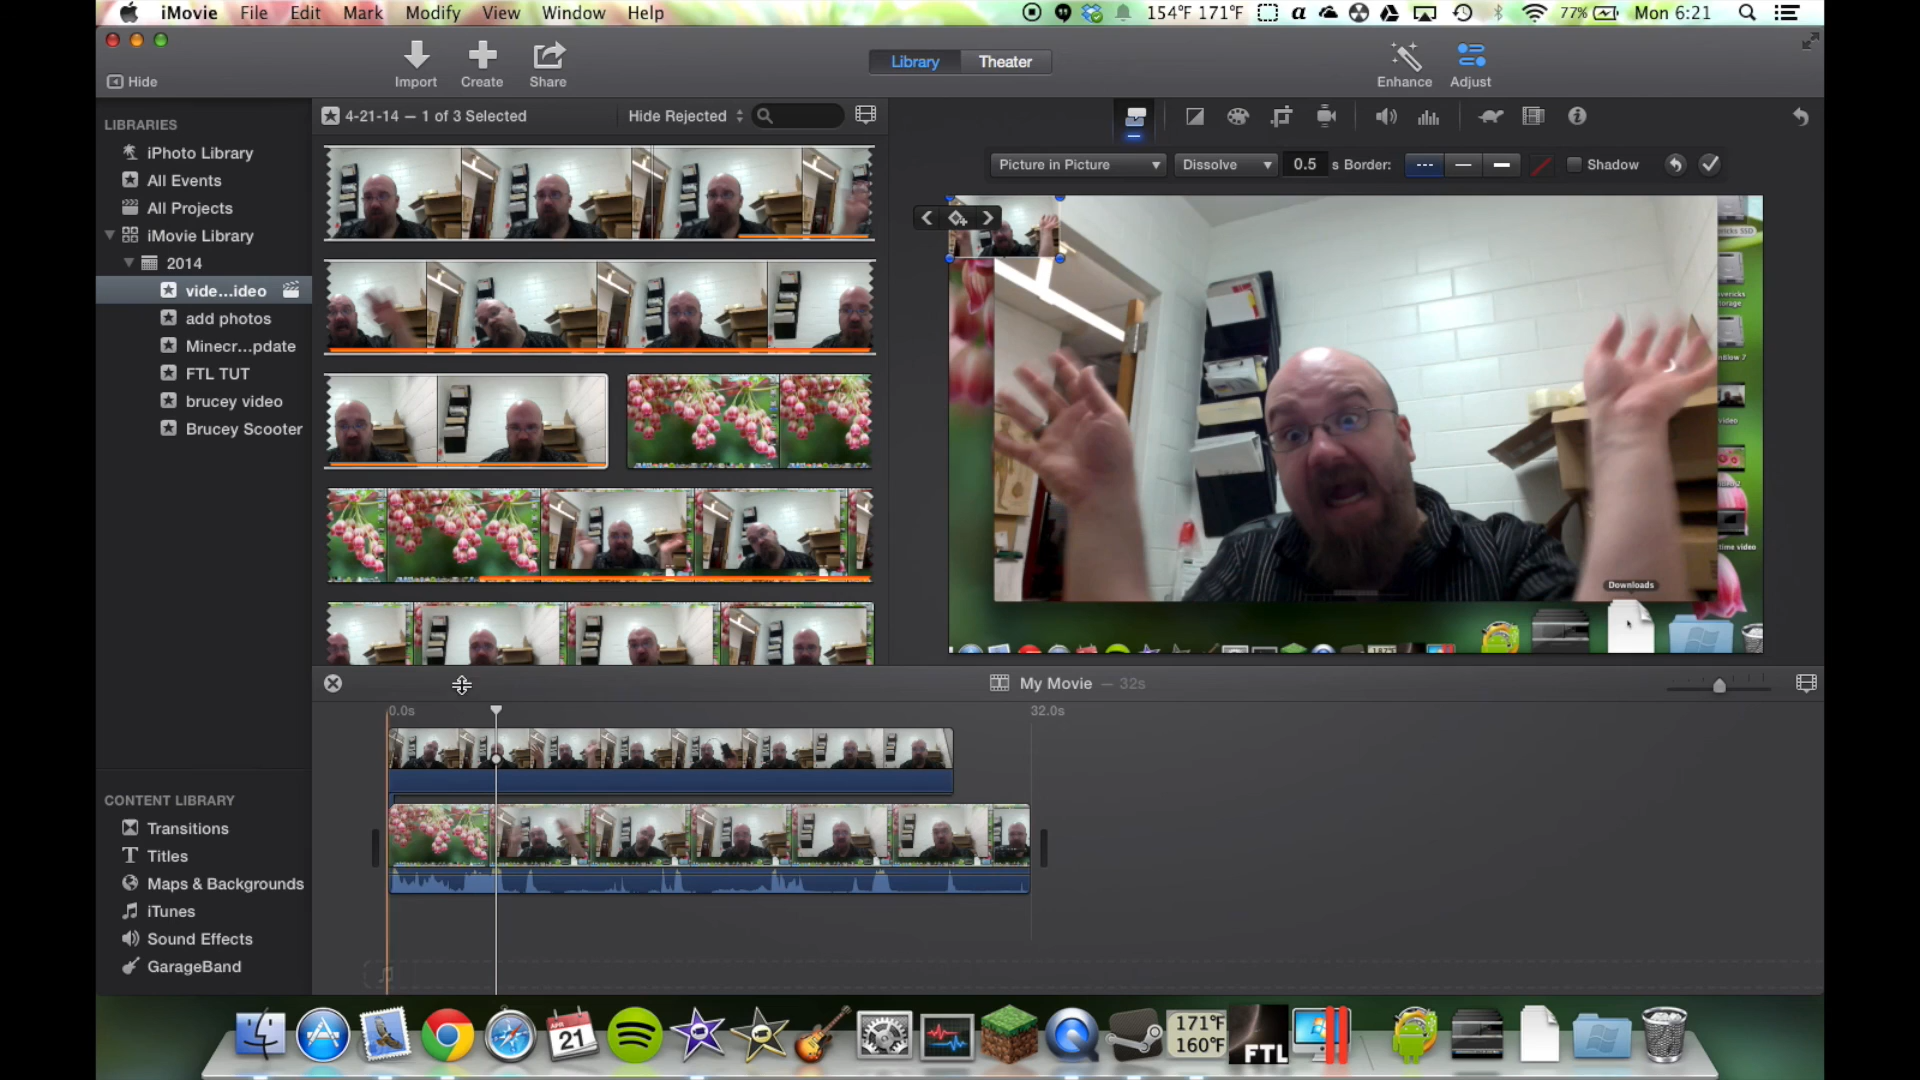 iMovie File Edit Mark Modify View Window Help 154°F 171°F 77% Mon 6:21
Hide Import Create Share Library Theater Enhance Adjust
LIBRARIES
iPhoto Library
All Events
All Projects
iMovie Library
2014
vide...ideo
add photos
Minecr...pdate
FTL TUT
brucey video
Brucey Scooter
CONTENT LIBRARY
Transitions
Titles
Maps & Backgrounds
iTunes
Sound Effects
GarageBand
4-21-14 — 1 of 3 Selected Hide Rejected
Picture in Picture Dissolve 0.5 s Border: Shadow
Downloads
My Movie — 32s
0.0s 32.0s
APR
21
171°F
160°F
FTL